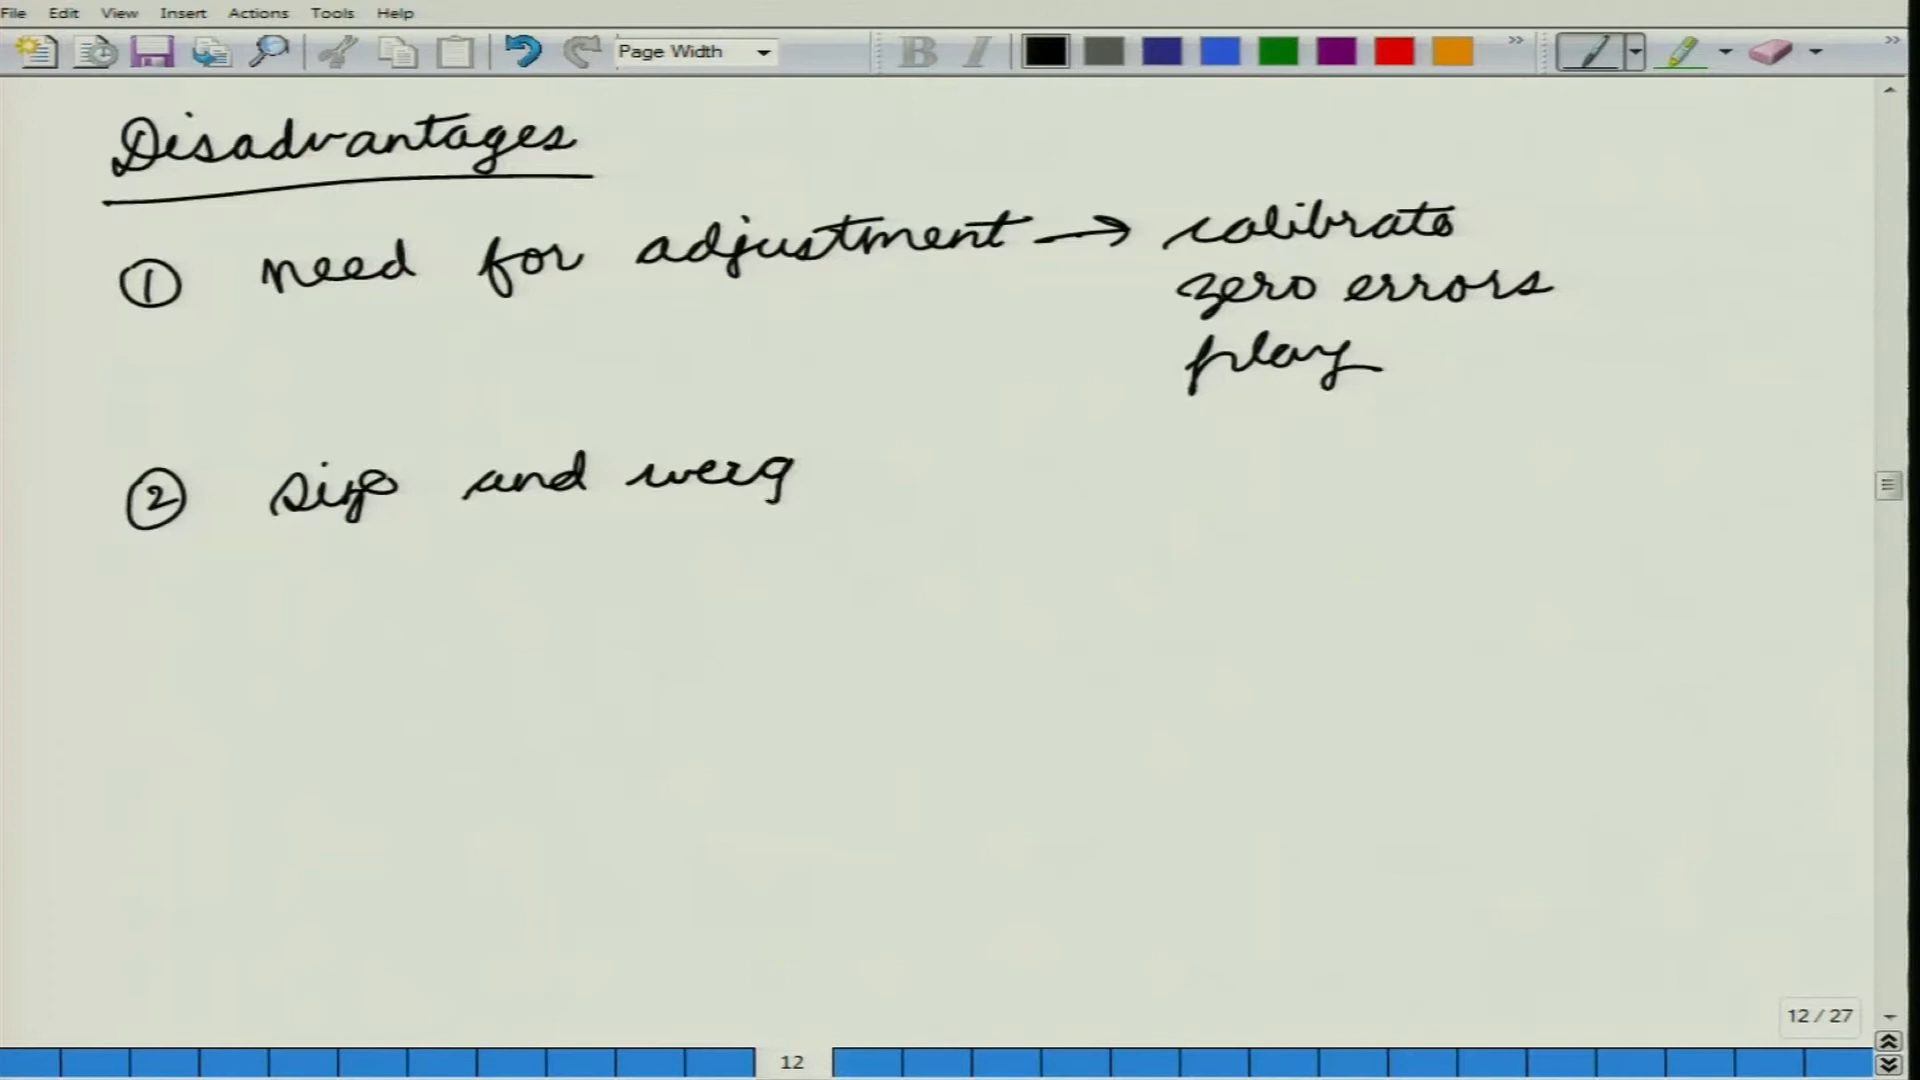 File Edit View Insert Actions Tools Help
Page Width B I
Disadvantages
① need for adjustment → calibrate
zero errors
play
② size and weig
12 / 27
12